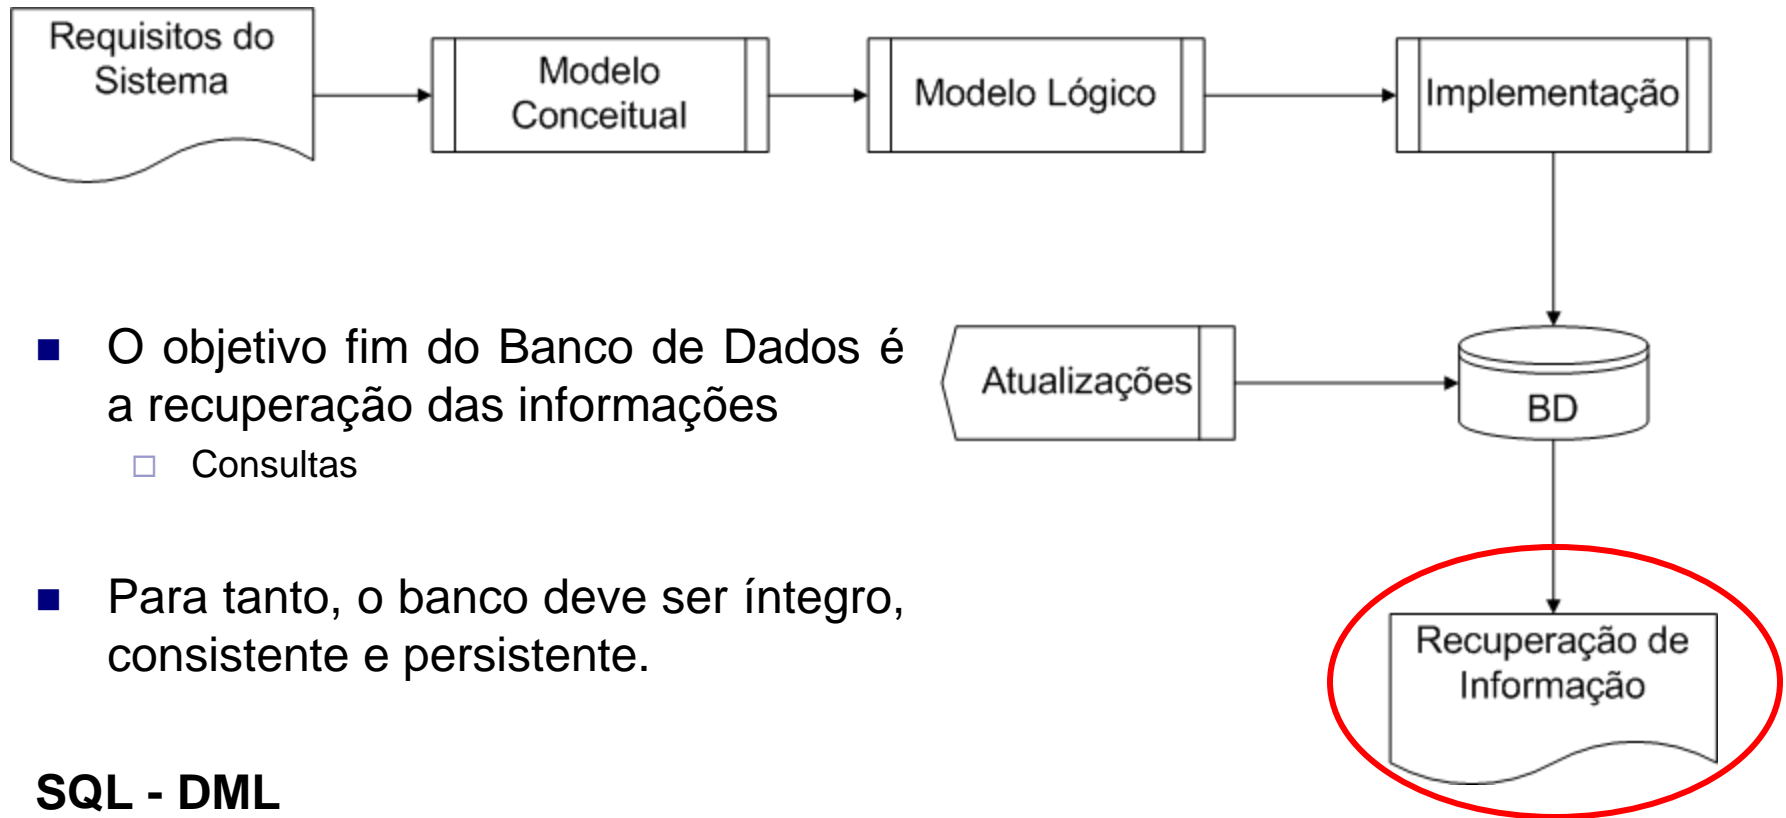 Requisitos do
Sistema
Modelo
Conceitual
Modelo Lógico
Implementação
O objetivo fim do Banco de Dados é
a recuperação das informações
Consultas
Atualizações
BD
Para tanto, o banco deve ser íntegro,
consistente e persistente.
Recuperação de
Informação
SQL - DML